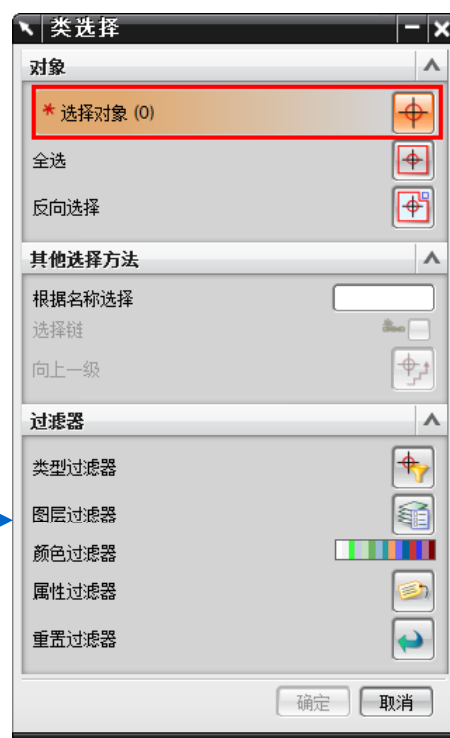 类选择
对象
* 选择对象 (0)
全选
反向选择
其他选择方法
根据名称选择
选择链
向上一级
过滤器
类型过滤器
图层过滤器
颜色过滤器
属性过滤器
重置过滤器
确定 取消